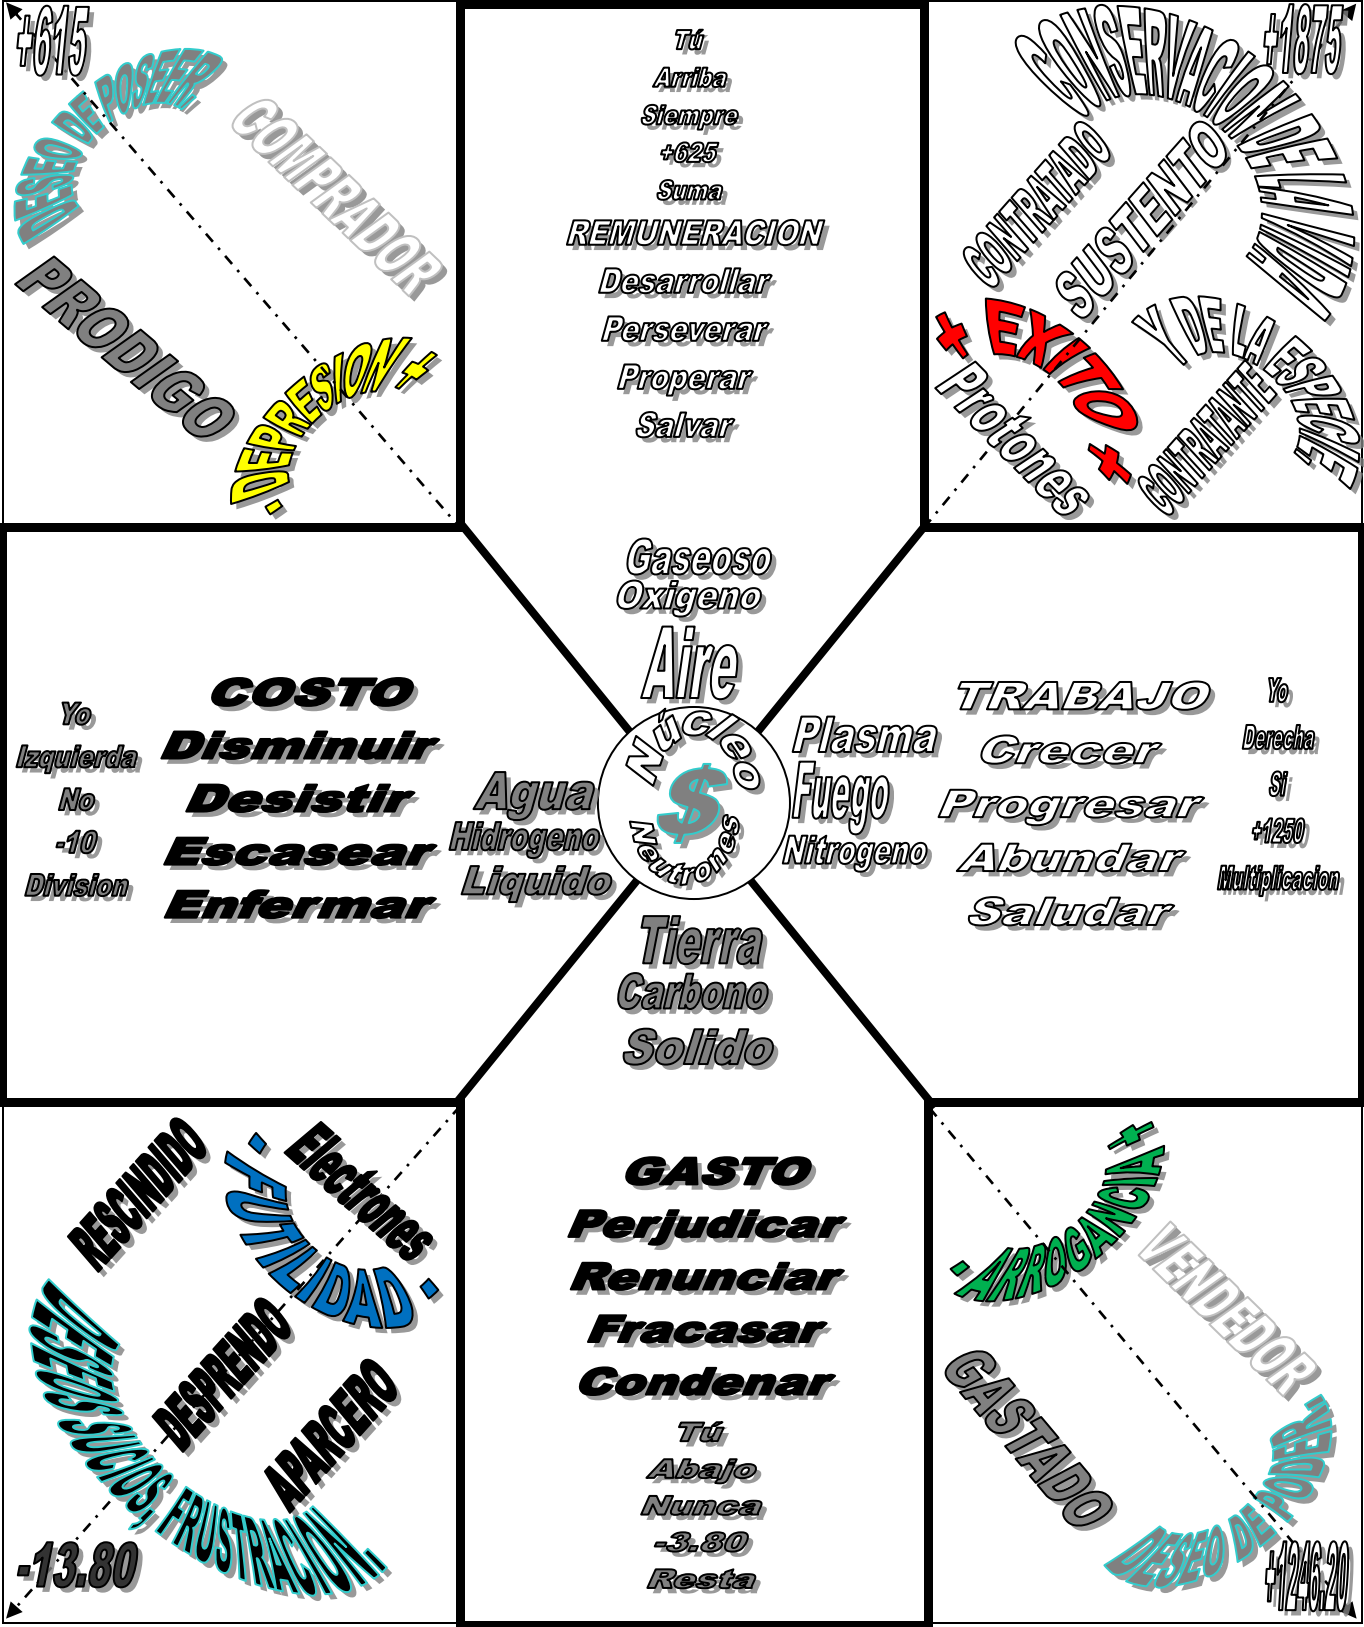 +615
DESEO DE POSEER,
COMPRADOR
PRODIGO
- DEPRESION +
Tú
Arriba
Siempre
+625
Suma
REMUNERACION
Desarrollar
Perseverar
Properar
Salvar
+1875
CONTRATADO
SUSTENTO
+ EXITO +
Protones
Y DE LA ESPECIE
CONTRATANTE
Gaseoso
Oxigeno
Aire
Yo
Izquierda
No
-10
Division
COSTO
Disminuir
Desistir
Escasear
Enfermar
Agua
Hidrogeno
Liquido
Núcleo
$
Neutrones
Plasma
Fuego
Nitrogeno
TRABAJO
Crecer
Progresar
Abundar
Saludar
Yo
Derecha
Si
+1250
Multiplicacion
Tierra
Carbono
Solido
RESCINDIDO
- FUTILIDAD -
Electrones
DESPRENDO
APARCERO
DESEOS SUCIOS, FRUSTRACION.
-13.80
GASTO
Perjudicar
Renunciar
Fracasar
Condenar
Tú
Abajo
Nunca
-3.80
Resta
- ARROGANCIA +
VENDEDOR
GASTADO
DESEO DE PODER,
+1246.20